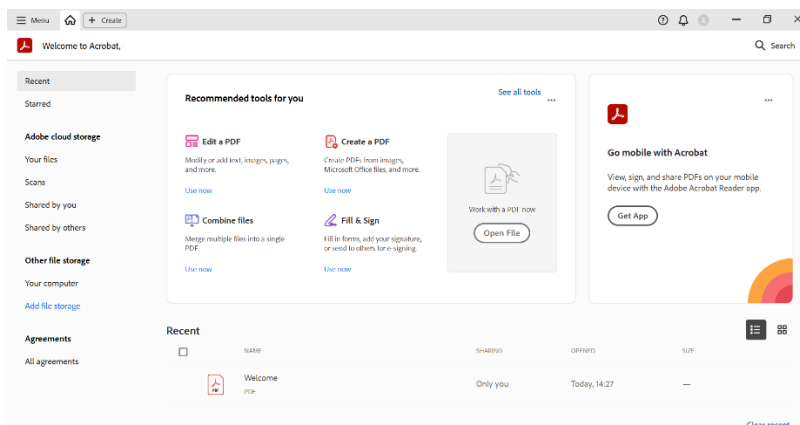 Menu
+ Create
Welcome to Acrobat,
Search
Recent
Starred
Adobe cloud storage
Your files
Scans
Shared by you
Shared by others
Other file storage
Your computer
Add file storage
Agreements
All agreements
Recommended tools for you
See all tools
Edit a PDF
Modify or add text, images, pages,
and more.
Use now
Create a PDF
Create PDFs from images,
Microsoft Office files, and more.
Use now
Combine files
Merge multiple files into a single
PDF.
Use now
Fill & Sign
Fill in forms, add your signature,
or send to others for e-signing.
Use now
Work with a PDF now
Open File
Go mobile with Acrobat
View, sign, and share PDFs on your mobile
device with the Adobe Acrobat Reader app.
Get App
Recent
NAME SHARING OPENED SIZE
Welcome
PDF
PDF
Only you Today, 14:27 —
Clear recent